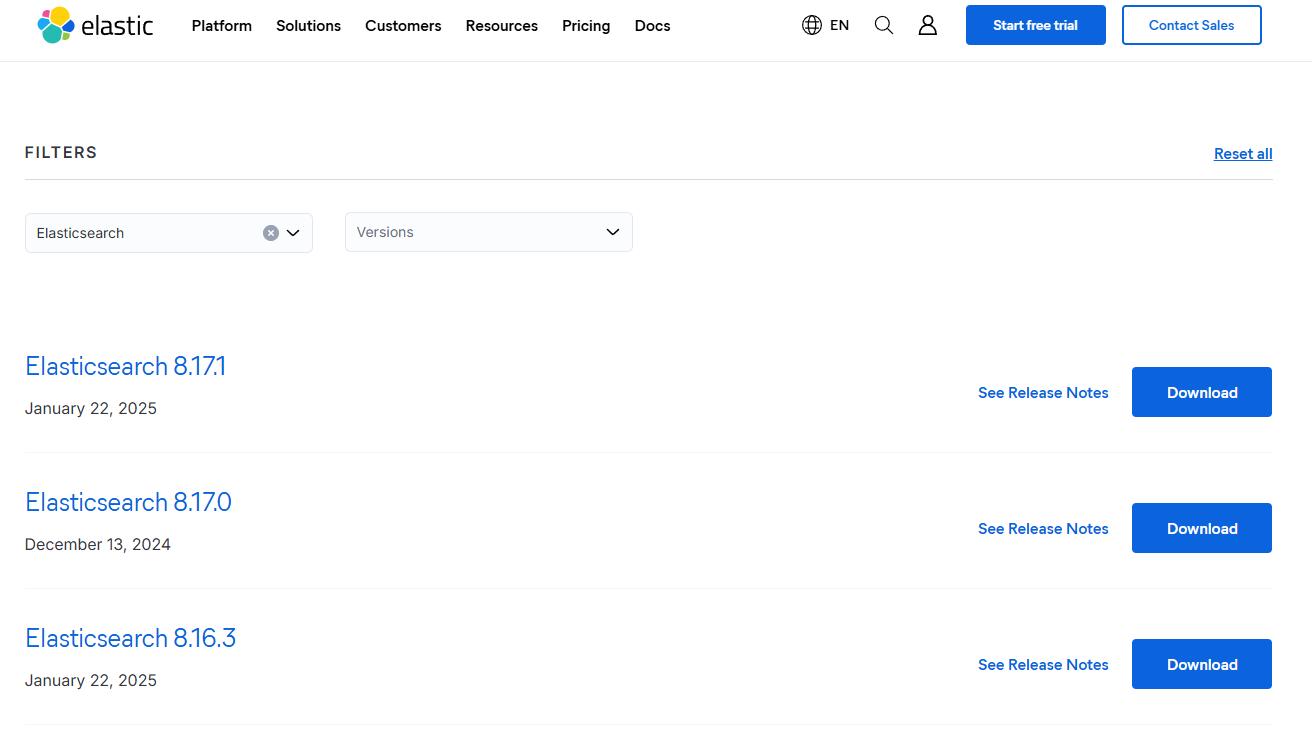 elastic Platform Solutions Customers Resources Pricing Docs EN Start free trial Contact Sales
FILTERS Reset all
Elasticsearch Versions
Elasticsearch 8.17.1
January 22, 2025
See Release Notes Download
Elasticsearch 8.17.0
December 13, 2024
See Release Notes Download
Elasticsearch 8.16.3
January 22, 2025
See Release Notes Download